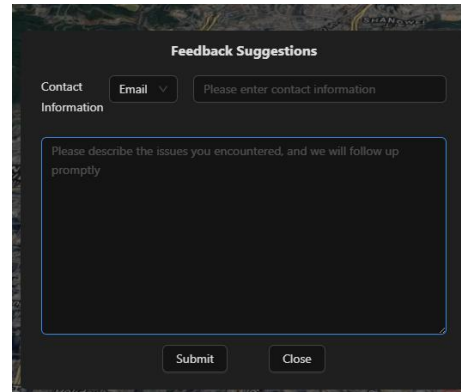 SHANGWEI
Feedback Suggestions
Contact
Information
Email
Please enter contact information
Please describe the issues you encountered, and we will follow up
promptly
Submit
Close